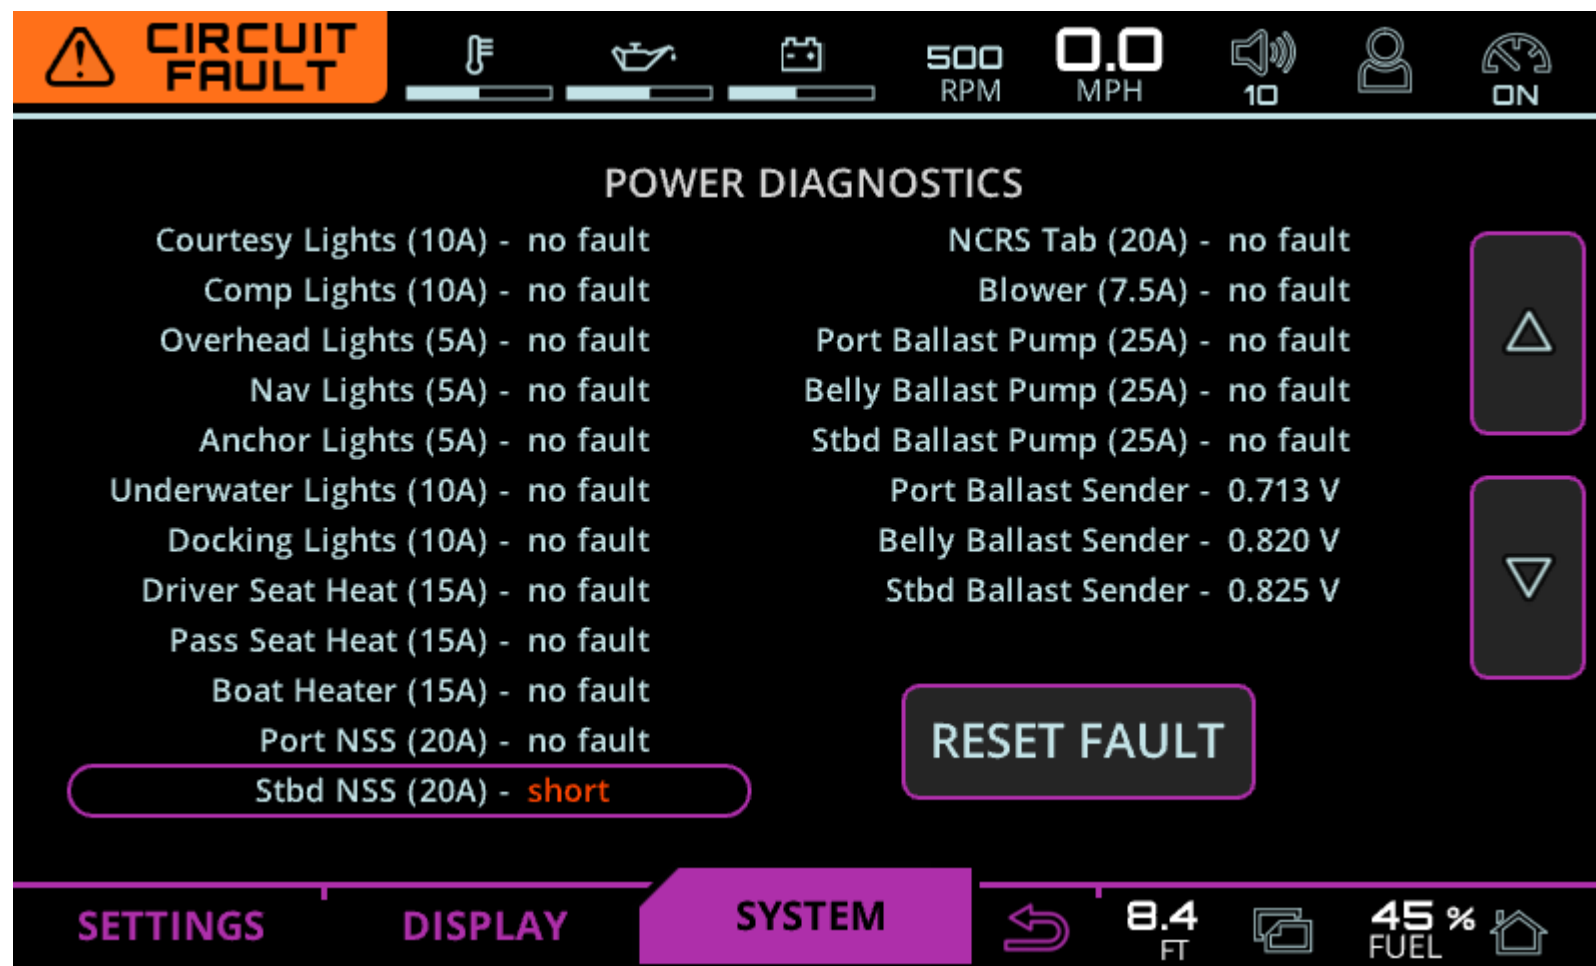 CIRCUIT
FAULT
500
RPM
0.0
MPH
10
ON
POWER DIAGNOSTICS
Courtesy Lights (10A) - no fault
Comp Lights (10A) - no fault
Overhead Lights (5A) - no fault
Nav Lights (5A) - no fault
Anchor Lights (5A) - no fault
Underwater Lights (10A) - no fault
Docking Lights (10A) - no fault
Driver Seat Heat (15A) - no fault
Pass Seat Heat (15A) - no fault
Boat Heater (15A) - no fault
Port NSS (20A) - no fault
Stbd NSS (20A) - short
NCRS Tab (20A) - no fault
Blower (7.5A) - no fault
Port Ballast Pump (25A) - no fault
Belly Ballast Pump (25A) - no fault
Stbd Ballast Pump (25A) - no fault
Port Ballast Sender - 0.713 V
Belly Ballast Sender - 0.820 V
Stbd Ballast Sender - 0.825 V
RESET FAULT
SETTINGS
DISPLAY
SYSTEM
8.4
FT
45 %
FUEL